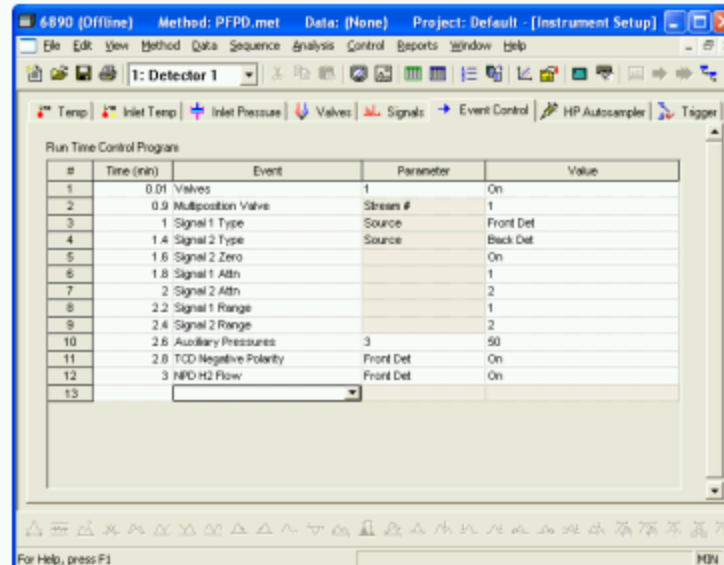 6890 (Offline) Method: PFPD.met Data: (None) Project: Default - [Instrument Setup]
File Edit View Method Data Sequence Analysis Control Reports Window Help
1: Detector 1
Temp Inlet Temp Inlet Pressure Valves Signals Event Control HP Autosampler Trigger
Run Time Control Program
# Time (min) Event Parameter Value
1 0.01 Valves 1 On
2 0.9 Multiposition Valve Stream # 1
3 1 Signal 1 Type Source Front Det
4 1.4 Signal 2 Type Source Back Det
5 1.6 Signal 2 Zero On
6 1.8 Signal 1 Attn 1
7 2 Signal 2 Attn 2
8 2.2 Signal 1 Range 1
9 2.4 Signal 2 Range 2
10 2.6 Auxiliary Pressures 3 50
11 2.8 TCD Negative Polarity Front Det On
12 3 NPD H2 Flow Front Det On
13
For Help, press F1
MIN